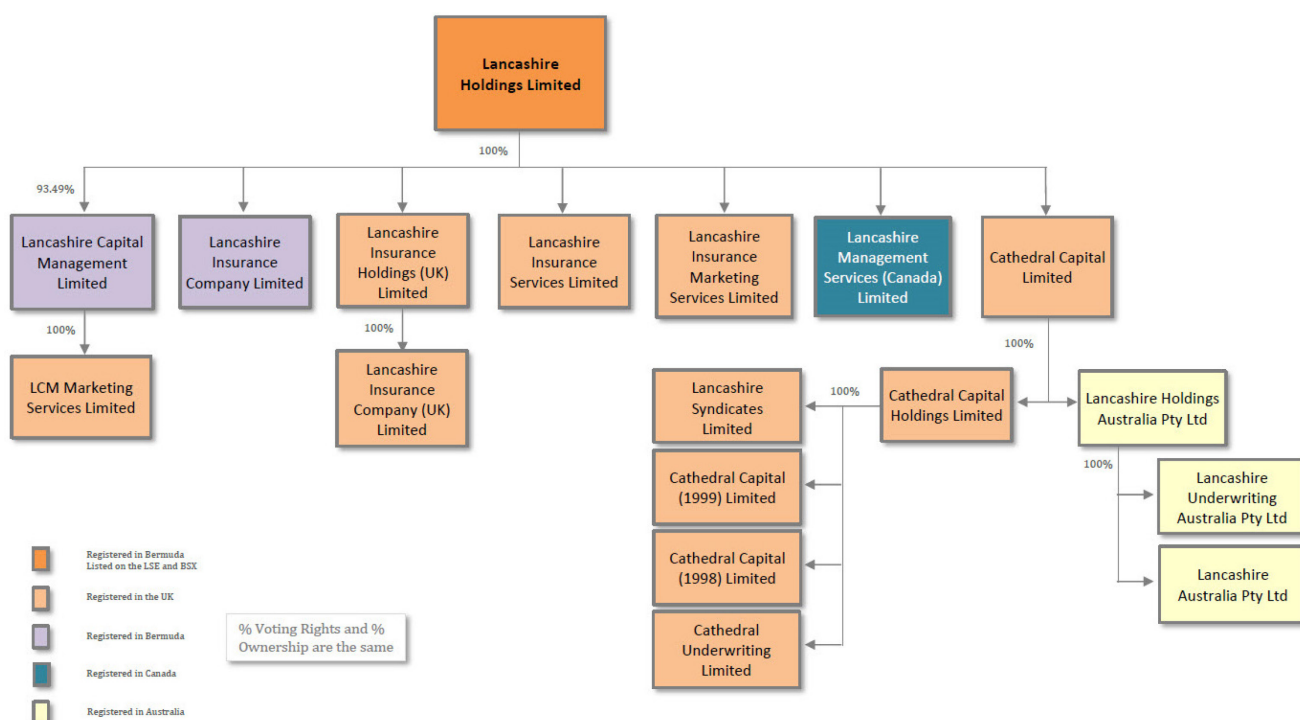 Lancashire
Holdings Limited
100%
93.49%
Lancashire Capital
Management
Limited
Lancashire
Insurance
Company Limited
Lancashire
Insurance
Holdings (UK)
Limited
Lancashire
Insurance
Services Limited
Lancashire
Insurance
Marketing
Services Limited
Lancashire
Management
Services (Canada)
Limited
Cathedral Capital
Limited
100%
100%
100%
LCM Marketing
Services Limited
Lancashire
Insurance
Company (UK)
Limited
Lancashire
Syndicates
Limited
100%
Cathedral Capital
Holdings Limited
Lancashire Holdings
Australia Pty Ltd
100%
Cathedral Capital
(1999) Limited
Lancashire
Underwriting
Australia Pty Ltd
Cathedral Capital
(1998) Limited
Lancashire
Australia Pty Ltd
Cathedral
Underwriting
Limited
Registered in Bermuda
Listed on the LSE and BSX
Registered in the UK
Registered in Bermuda
Registered in Canada
Registered in Australia
% Voting Rights and %
Ownership are the same